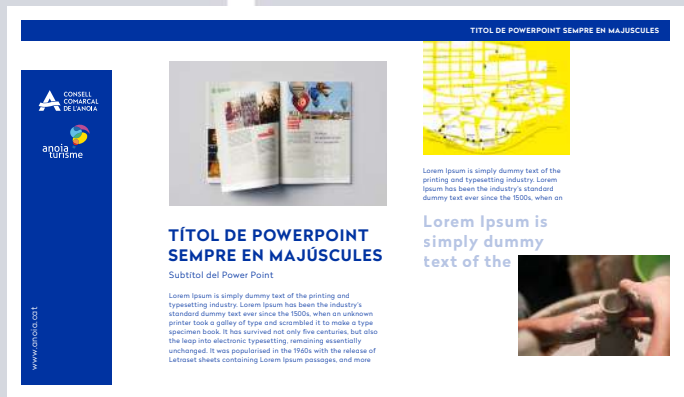 TITOL DE POWERPOINT SEMPRE EN MAJUSCULES
CONSELL
COMARCAL
DE L'ANOIA
anoia
turisme
www.anoia.cat
TÍTOL DE POWERPOINT
SEMPRE EN MAJÚSCULES
Subtítol del Power Point
Lorem Ipsum is simply dummy text of the printing and
typesetting industry. Lorem Ipsum has been the industry's
standard dummy text ever since the 1500s, when an unknown
printer took a galley of type and scrambled it to make a type
specimen book. It has survived not only five centuries, but also
the leap into electronic typesetting, remaining essentially
unchanged. It was popularised in the 1960s with the release of
Letraset sheets containing Lorem Ipsum passages, and more
Lorem Ipsum is simply dummy text of the
printing and typesetting industry. Lorem
Ipsum has been the industry's standard
dummy text ever since the 1500s, when an
Lorem Ipsum is
simply dummy
text of the